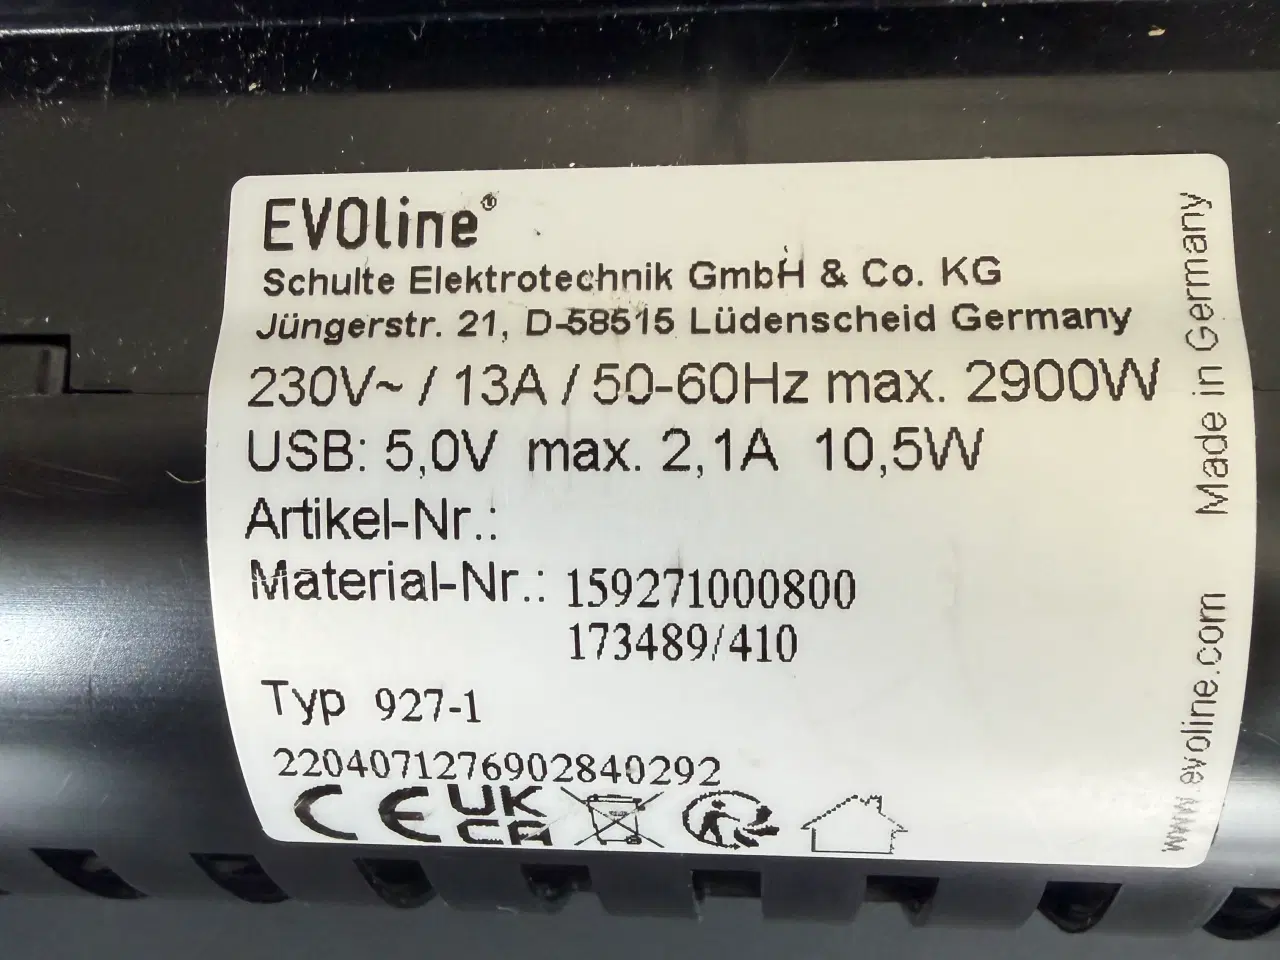 EVOline®
Schulte Elektrotechnik GmbH & Co. KG
Jüngerstr. 21, D-58515 Lüdenscheid Germany
230V~ / 13A / 50-60Hz max. 2900W
USB: 5,0V max. 2,1A 10,5W
Artikel-Nr.:
Material-Nr.: 159271000800
173489/410
Typ 927-1
2204071276902840292
CE UK
CA
www.evoline.com Made in Germany